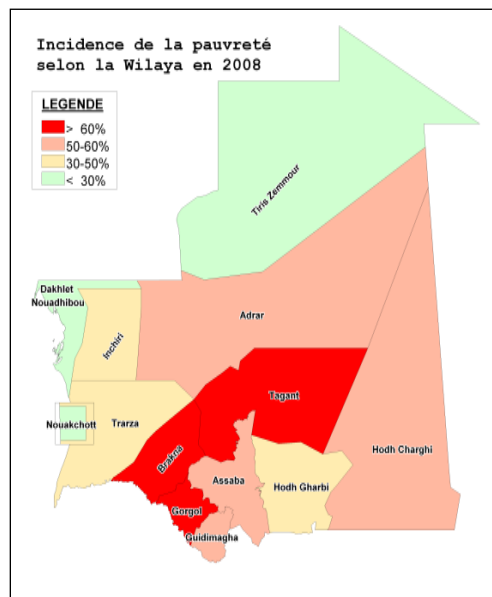 Incidence de la pauvreté
selon la Wilaya en 2008
LEGENDE
> 60%
50-60%
30-50%
< 30%
Tiris Zemmour
Dakhlet
Nouadhibou
Inchiri
Adrar
Nouakchott
Trarza
Tagant
Brakna
Hodh Charghi
Assaba
Hodh Gharbi
Gorgol
Guidimagha